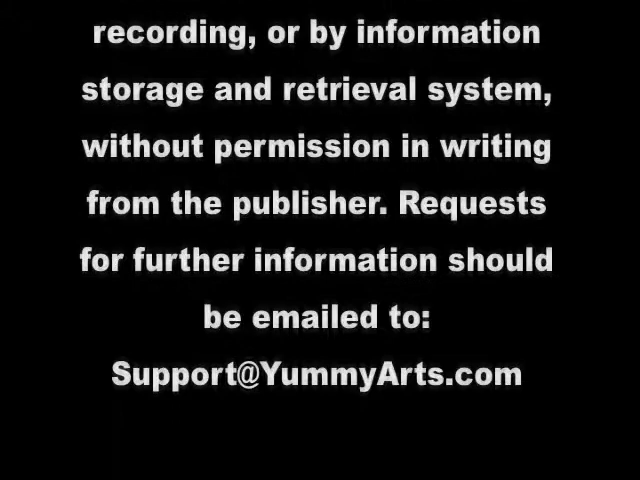 recording, or by information
storage and retrieval system,
without permission in writing
from the publisher. Requests
for further information should
be emailed to:
Support@YummyArts.com